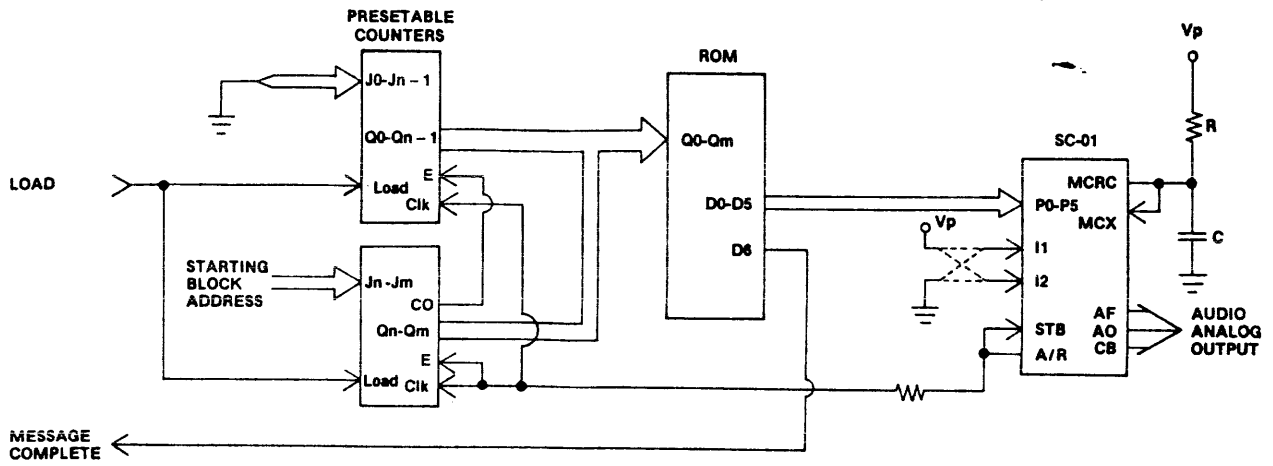 PRESETABLE
COUNTERS
J0-Jn – 1
Q0-Qn – 1
E
Load
Clk
LOAD
STARTING
BLOCK
ADDRESS
Jn-Jm
CO
Qn-Qm
E
Load
Clk
MESSAGE
COMPLETE
ROM
Q0-Qm
D0-D5
D6
Vp
Vp
R
C
SC-01
MCRC
P0-P5
MCX
I1
I2
STB
A/R
AF
AO
CB
AUDIO
ANALOG
OUTPUT